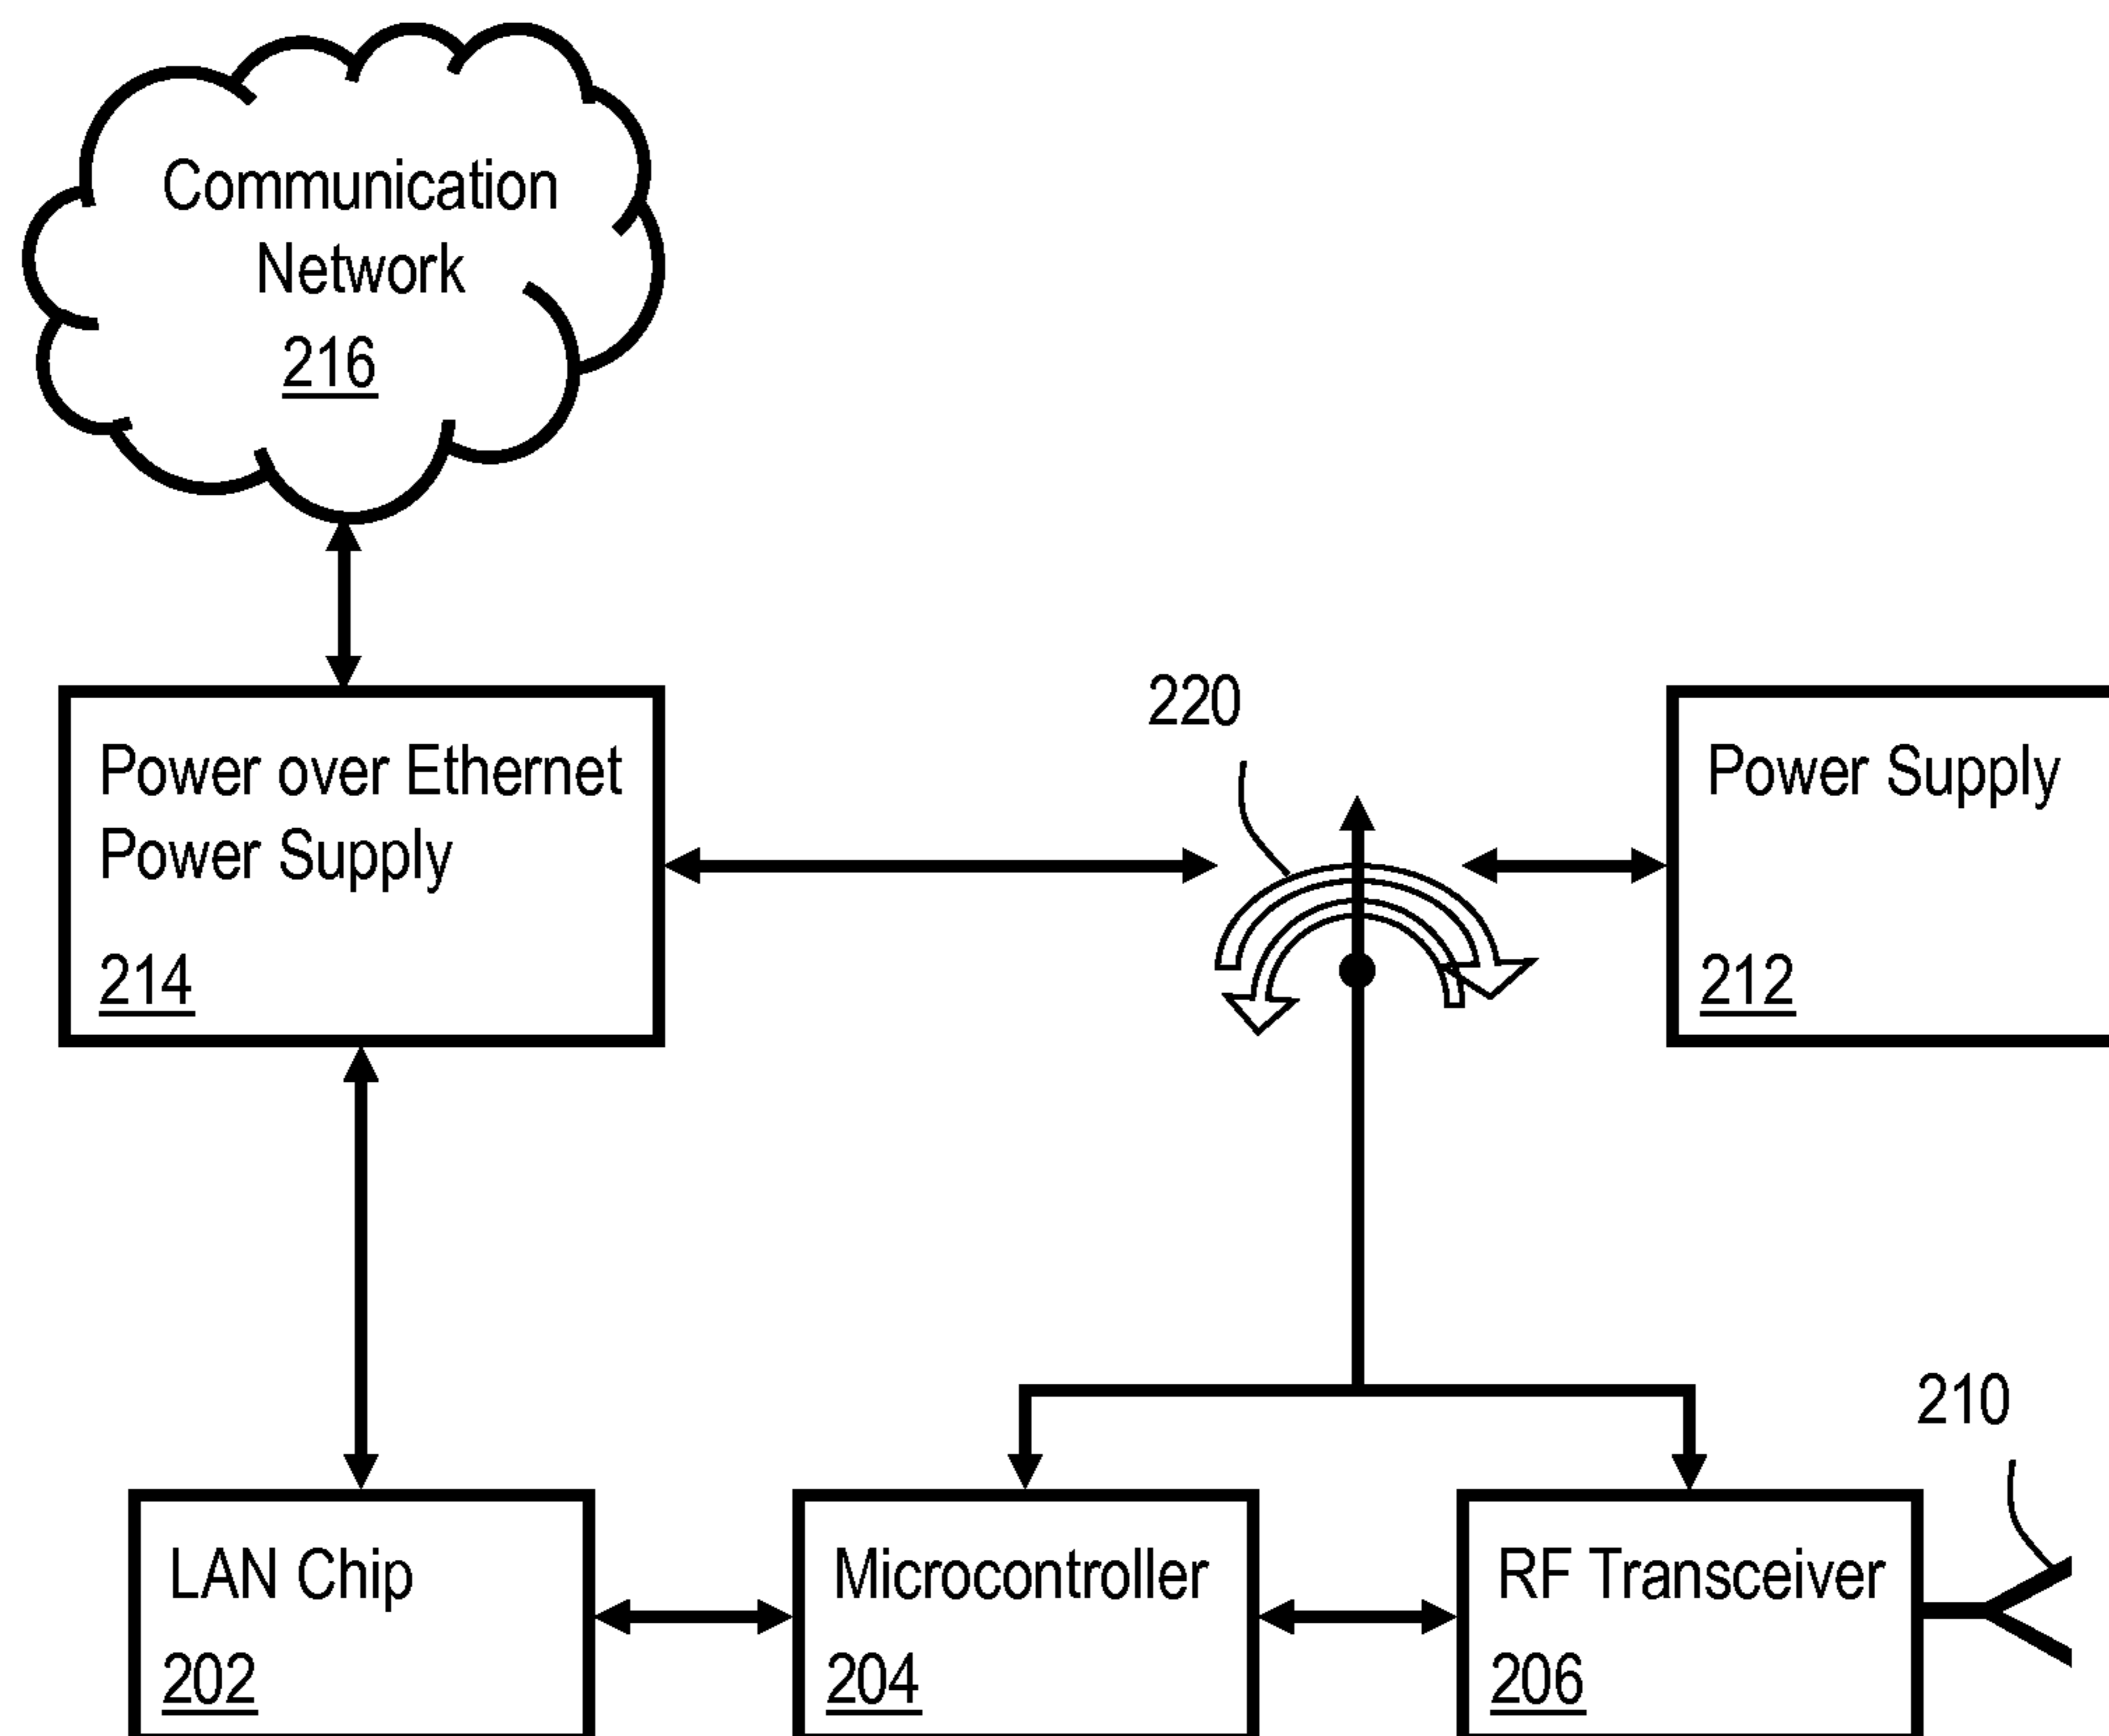 Communication
Network
216
220
Power over Ethernet
Power Supply
214
Power Supply
212
210
LAN Chip
202
Microcontroller
204
RF Transceiver
206